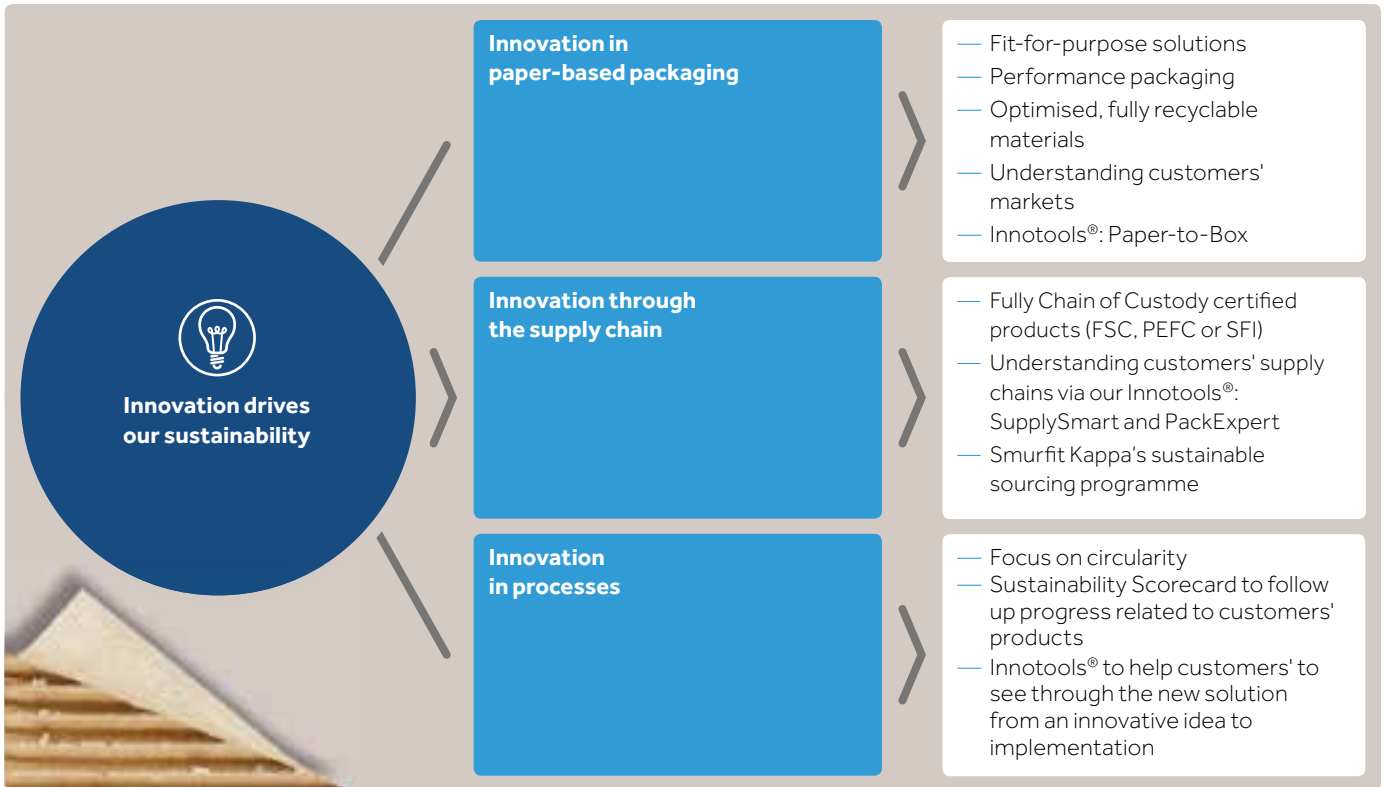 Innovation drives
our sustainability
Innovation in
paper-based packaging
— Fit-for-purpose solutions
— Performance packaging
— Optimised, fully recyclable
materials
— Understanding customers'
markets
— Innotools®: Paper-to-Box
Innovation through
the supply chain
— Fully Chain of Custody certified
products (FSC, PEFC or SFI)
— Understanding customers' supply
chains via our Innotools®:
SupplySmart and PackExpert
— Smurfit Kappa’s sustainable
sourcing programme
Innovation
in processes
— Focus on circularity
— Sustainability Scorecard to follow
up progress related to customers'
products
— Innotools® to help customers' to
see through the new solution
from an innovative idea to
implementation